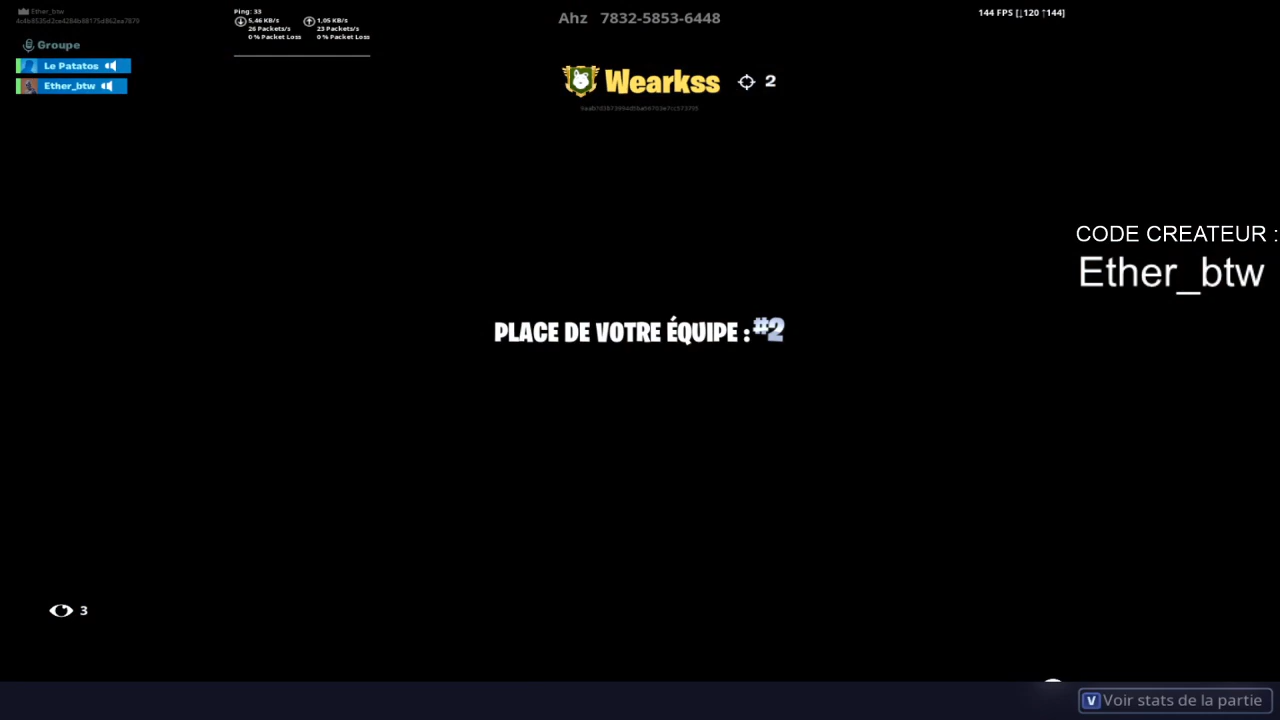 Ether_btw
Groupe
Le Patatos
Ether_btw
Ping: 33
5,46 KB/s
26 Packets/s
0 % Packet Loss
1,05 KB/s
23 Packets/s
0 % Packet Loss
Ahz 7832-5853-6448
Wearkss 2
144 FPS [↓120 ↑144]
CODE CREATEUR :
Ether_btw
PLACE DE VOTRE ÉQUIPE : #2
3
V Voir stats de la partie